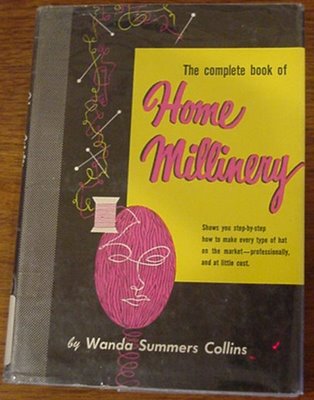 The complete book of
Home
Millinery
Shows you step-by-step
how to make every type of hat
on the market—professionally,
and at little cost.
by Wanda Summers Collins